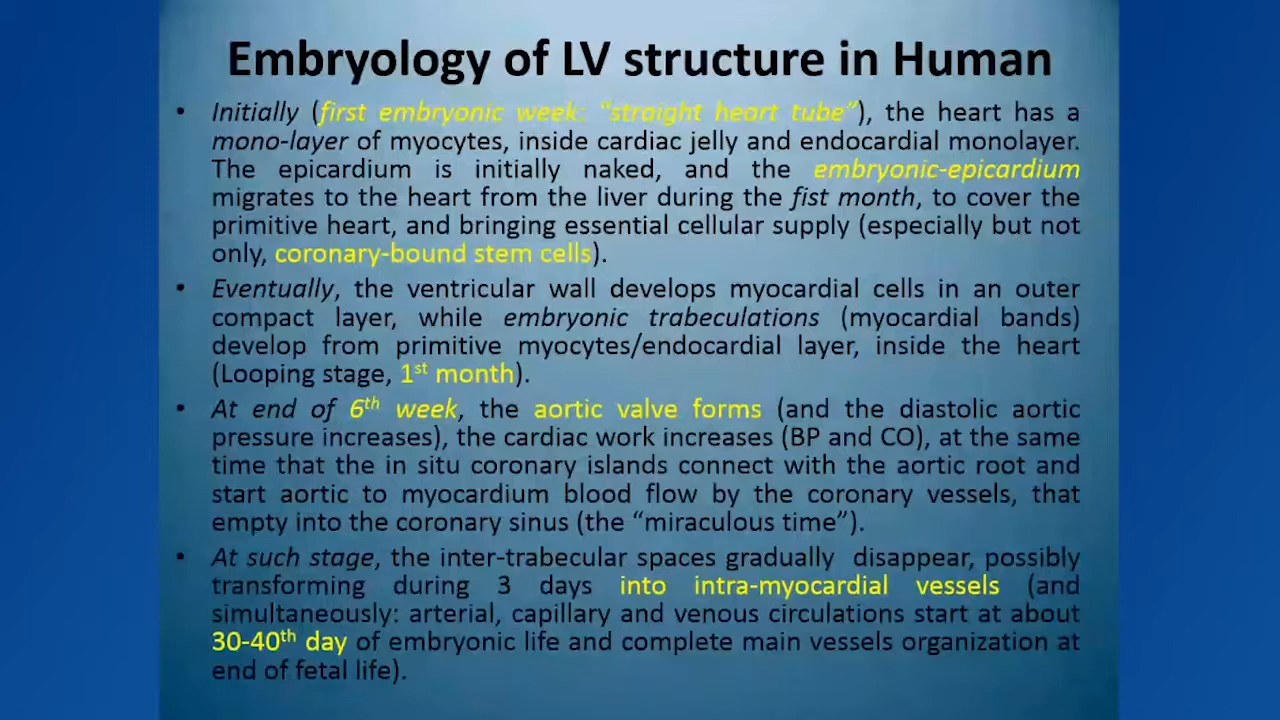 Embryology of LV structure in Human
• Initially (first embryonic week: “straight heart tube”), the heart has a
mono-layer of myocytes, inside cardiac jelly and endocardial monolayer.
The epicardium is initially naked, and the embryonic-epicardium
migrates to the heart from the liver during the fist month, to cover the
primitive heart, and bringing essential cellular supply (especially but not
only, coronary-bound stem cells).
• Eventually, the ventricular wall develops myocardial cells in an outer
compact layer, while embryonic trabeculations (myocardial bands)
develop from primitive myocytes/endocardial layer, inside the heart
(Looping stage, 1st month).
• At end of 6th week, the aortic valve forms (and the diastolic aortic
pressure increases), the cardiac work increases (BP and CO), at the same
time that the in situ coronary islands connect with the aortic root and
start aortic to myocardium blood flow by the coronary vessels, that
empty into the coronary sinus (the “miraculous time”).
• At such stage, the inter-trabecular spaces gradually disappear, possibly
transforming during 3 days into intra-myocardial vessels (and
simultaneously: arterial, capillary and venous circulations start at about
30-40th day of embryonic life and complete main vessels organization at
end of fetal life).